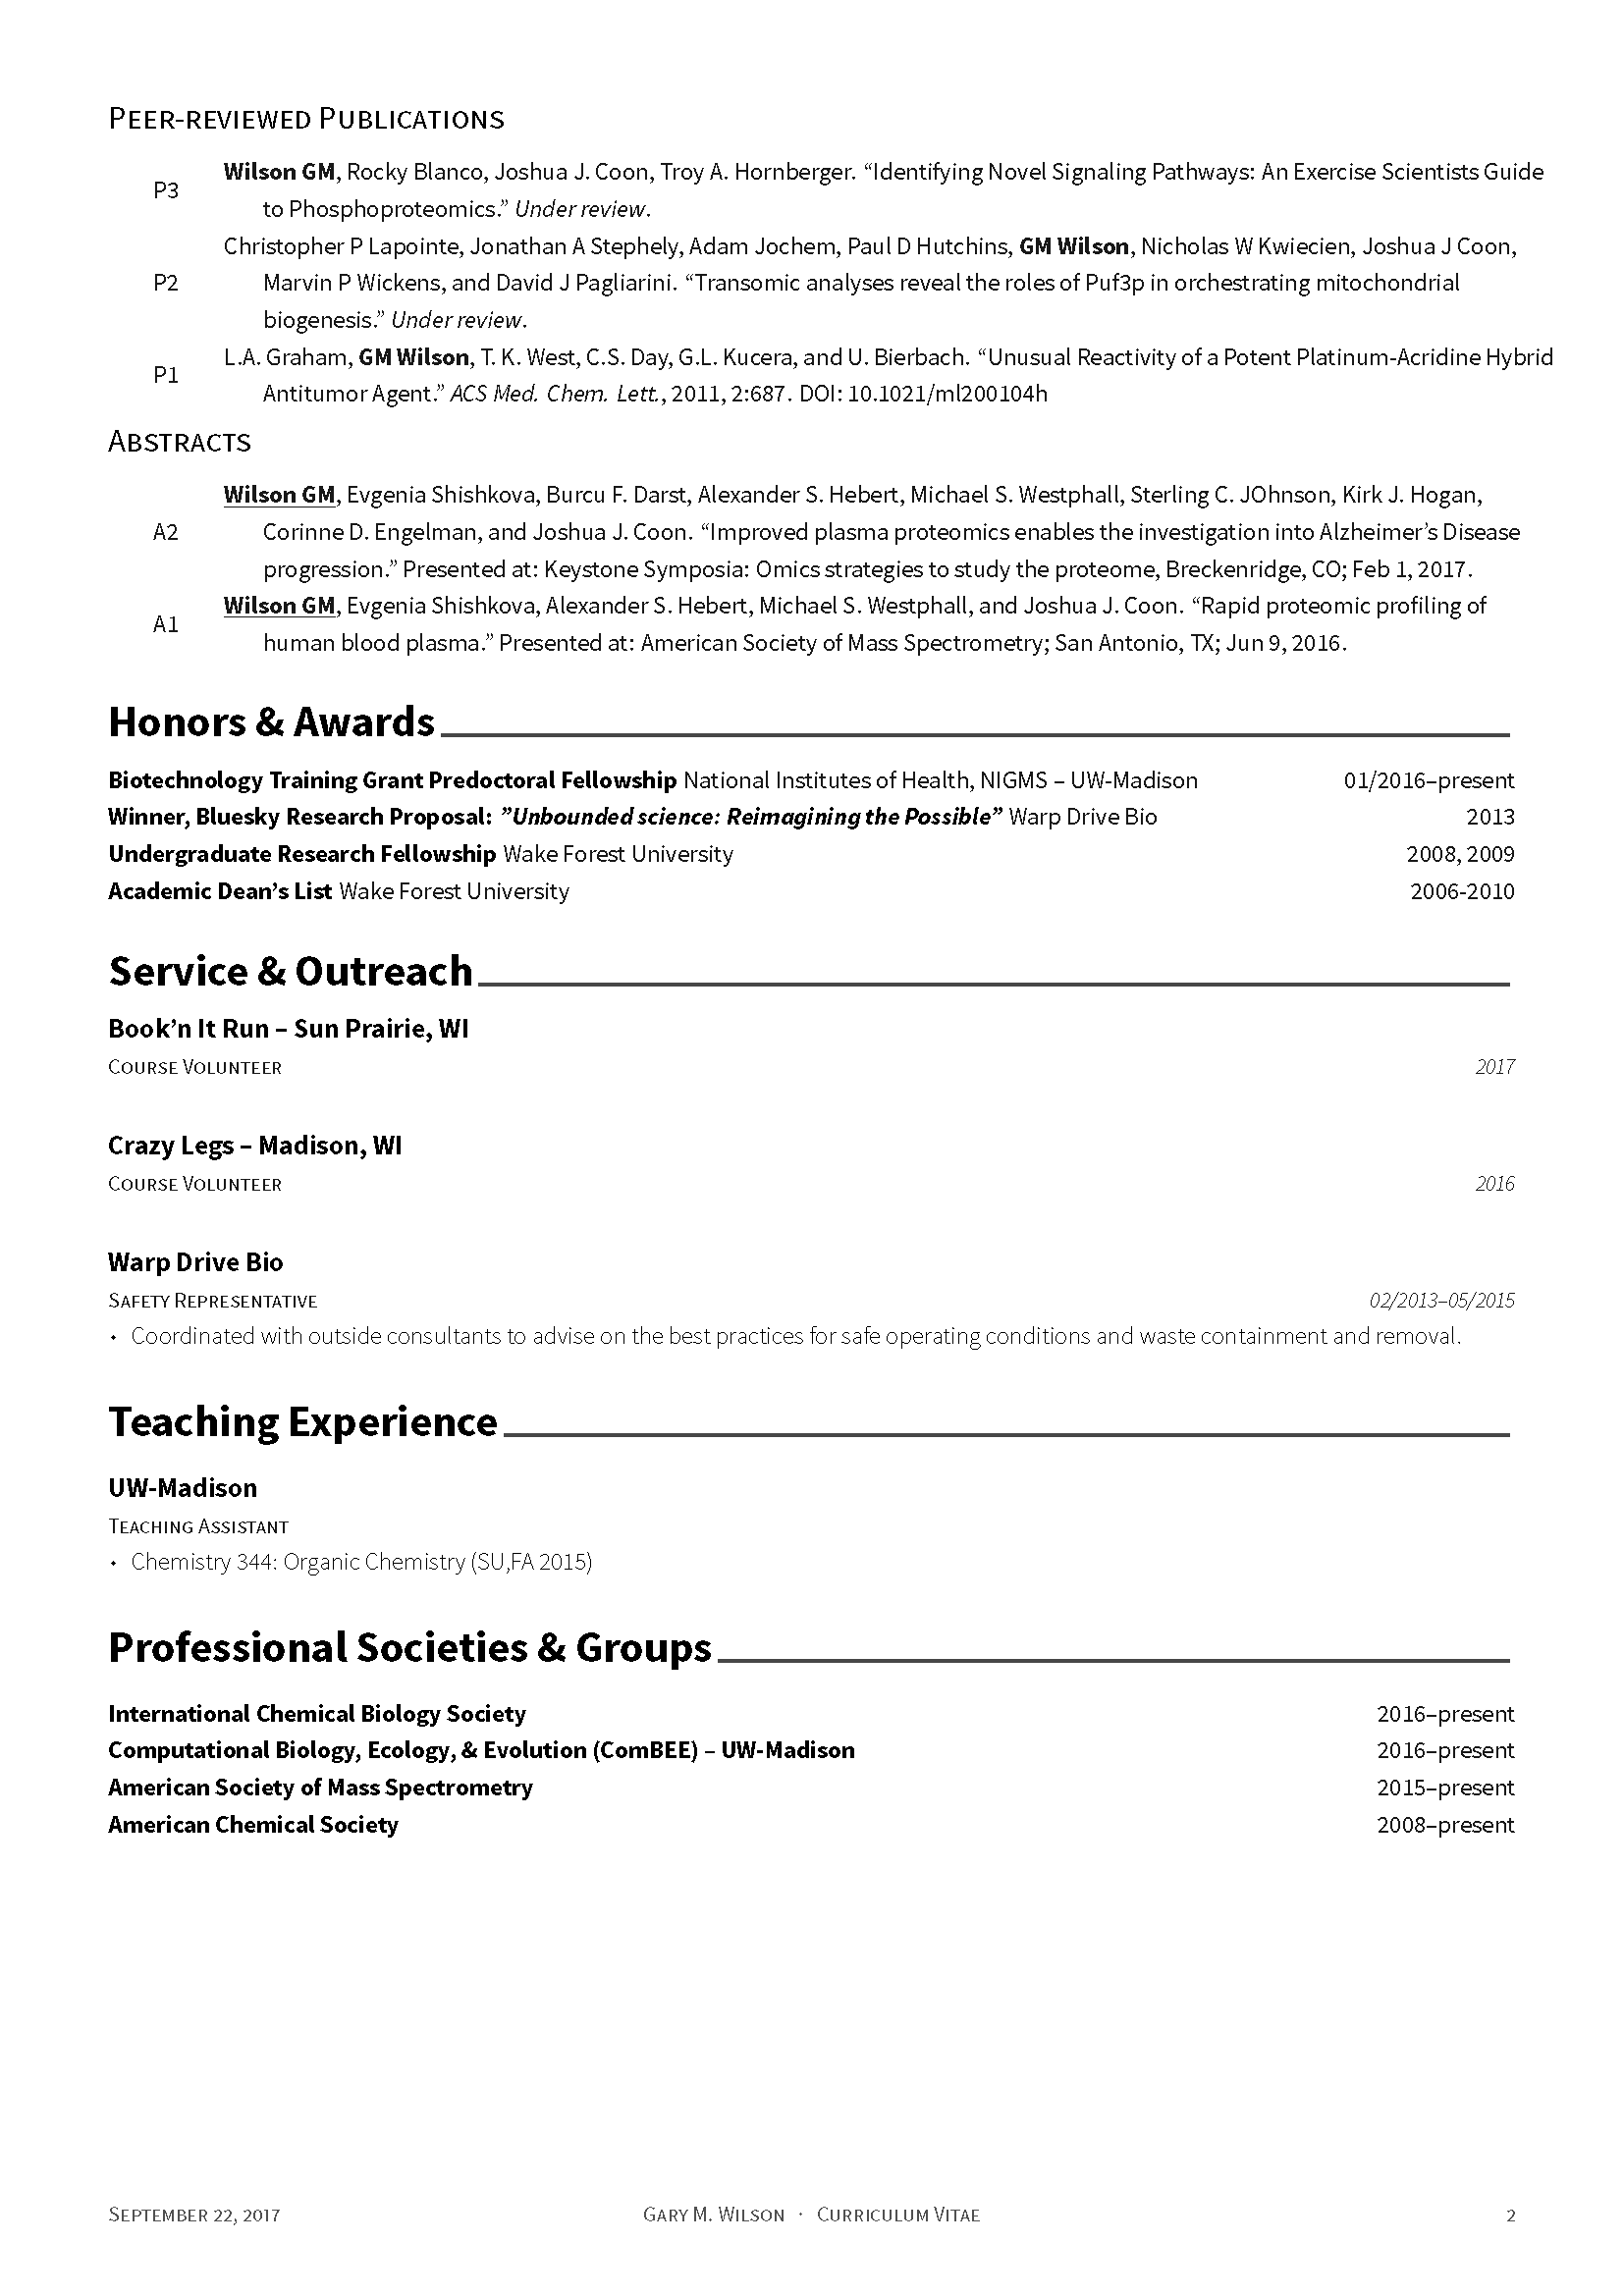 PEER-REVIEWED PUBLICATIONS
P3 Wilson GM, Rocky Blanco, Joshua J. Coon, Troy A. Hornberger. “Identifying Novel Signaling Pathways: An Exercise Scientists Guide
to Phosphoproteomics.” Under review.
Christopher P Lapointe, Jonathan A Stephely, Adam Jochem, Paul D Hutchins, GM Wilson, Nicholas W Kwiecien, Joshua J Coon,
P2 Marvin P Wickens, and David J Pagliarini. “Transomic analyses reveal the roles of Puf3p in orchestrating mitochondrial
biogenesis.” Under review.
P1 L.A. Graham, GM Wilson, T. K. West, C.S. Day, G.L. Kucera, and U. Bierbach. “Unusual Reactivity of a Potent Platinum-Acridine Hybrid
Antitumor Agent.” ACS Med. Chem. Lett., 2011, 2:687. DOI: 10.1021/ml200104h
ABSTRACTS
Wilson GM, Evgenia Shishkova, Burcu F. Darst, Alexander S. Hebert, Michael S. Westphall, Sterling C. JOhnson, Kirk J. Hogan,
A2 Corinne D. Engelman, and Joshua J. Coon. “Improved plasma proteomics enables the investigation into Alzheimer’s Disease
progression.” Presented at: Keystone Symposia: Omics strategies to study the proteome, Breckenridge, CO; Feb 1, 2017.
A1 Wilson GM, Evgenia Shishkova, Alexander S. Hebert, Michael S. Westphall, and Joshua J. Coon. “Rapid proteomic profiling of
human blood plasma.” Presented at: American Society of Mass Spectrometry; San Antonio, TX; Jun 9, 2016.
Honors & Awards
Biotechnology Training Grant Predoctoral Fellowship National Institutes of Health, NIGMS – UW-Madison 01/2016–present
Winner, Bluesky Research Proposal: ”Unbounded science: Reimagining the Possible” Warp Drive Bio 2013
Undergraduate Research Fellowship Wake Forest University 2008, 2009
Academic Dean’s List Wake Forest University 2006-2010
Service & Outreach
Book’n It Run – Sun Prairie, WI
COURSE VOLUNTEER 2017
Crazy Legs – Madison, WI
COURSE VOLUNTEER 2016
Warp Drive Bio
SAFETY REPRESENTATIVE 02/2013–05/2015
• Coordinated with outside consultants to advise on the best practices for safe operating conditions and waste containment and removal.
Teaching Experience
UW-Madison
TEACHING ASSISTANT
• Chemistry 344: Organic Chemistry (SU,FA 2015)
Professional Societies & Groups
International Chemical Biology Society 2016–present
Computational Biology, Ecology, & Evolution (ComBEE) – UW-Madison 2016–present
American Society of Mass Spectrometry 2015–present
American Chemical Society 2008–present
SEPTEMBER 22, 2017 GARY M. WILSON · CURRICULUM VITAE 2